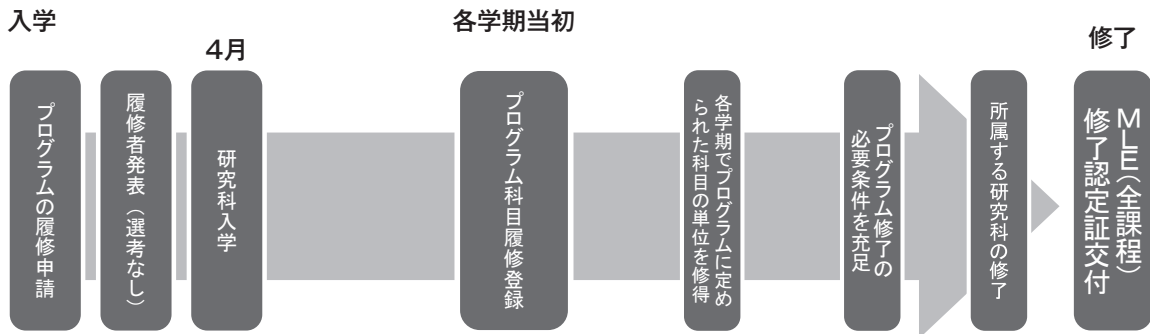 入学
4月
各学期当初
修了
プログラムの履修申請
履修者発表（選考なし）
研究科入学
プログラム科目履修登録
各学期でプログラムに定め
られた科目の単位を修得
プログラム修了の
必要条件を充足
所属する研究科の修了
MLE（全課程）
修了認定証交付